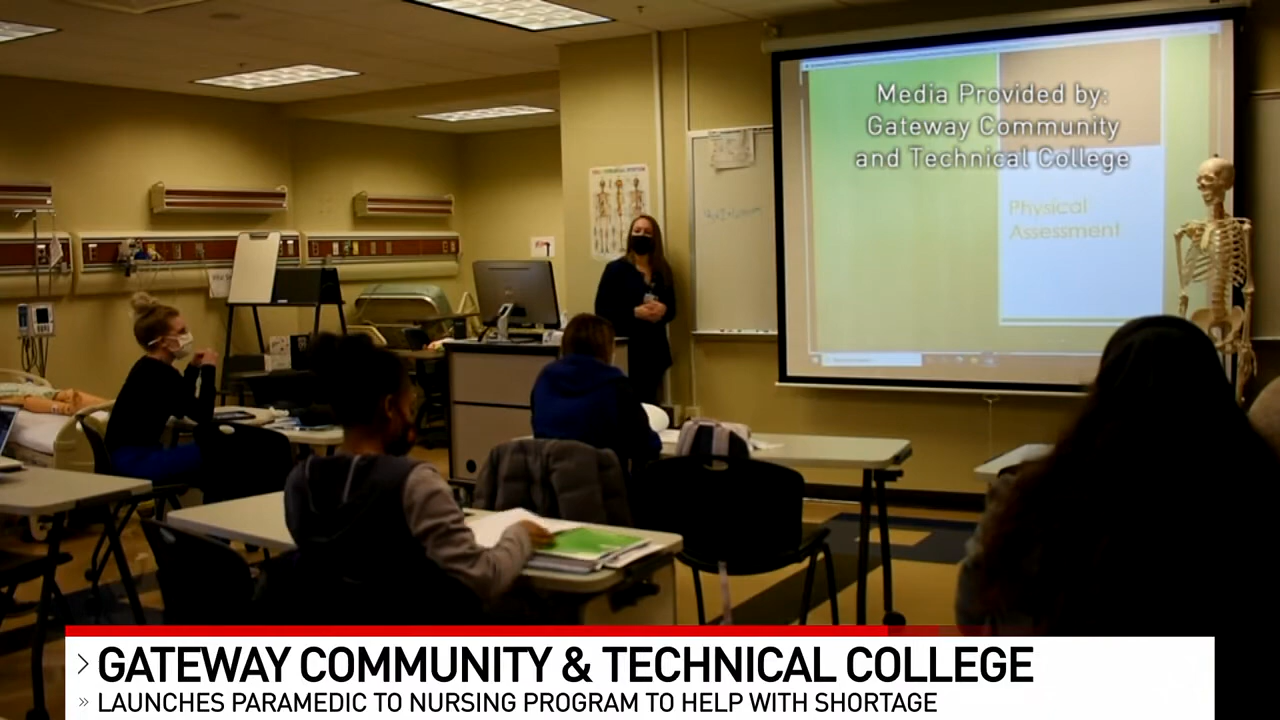 Media Provided by:
Gateway Community
and Technical College
Physical
Assessment
GATEWAY COMMUNITY & TECHNICAL COLLEGE
LAUNCHES PARAMEDIC TO NURSING PROGRAM TO HELP WITH SHORTAGE